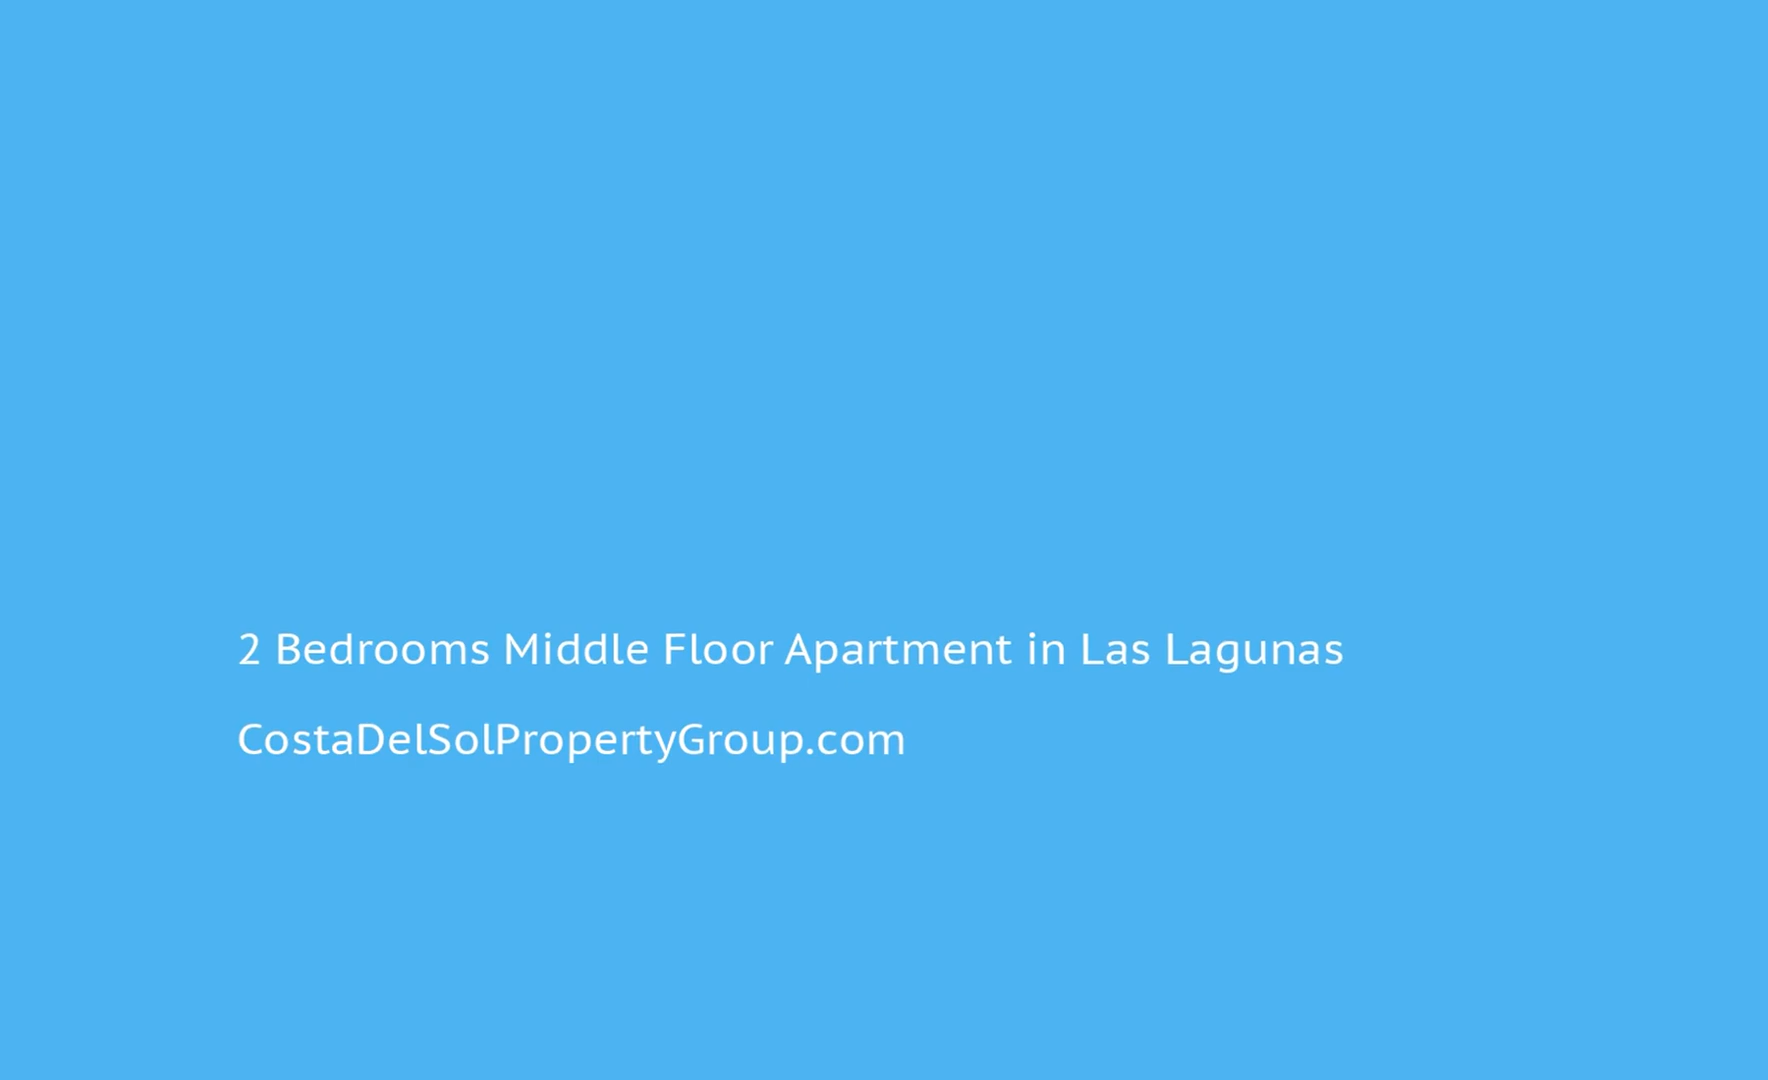 2 Bedrooms Middle Floor Apartment in Las Lagunas
CostaDelSolPropertyGroup.com